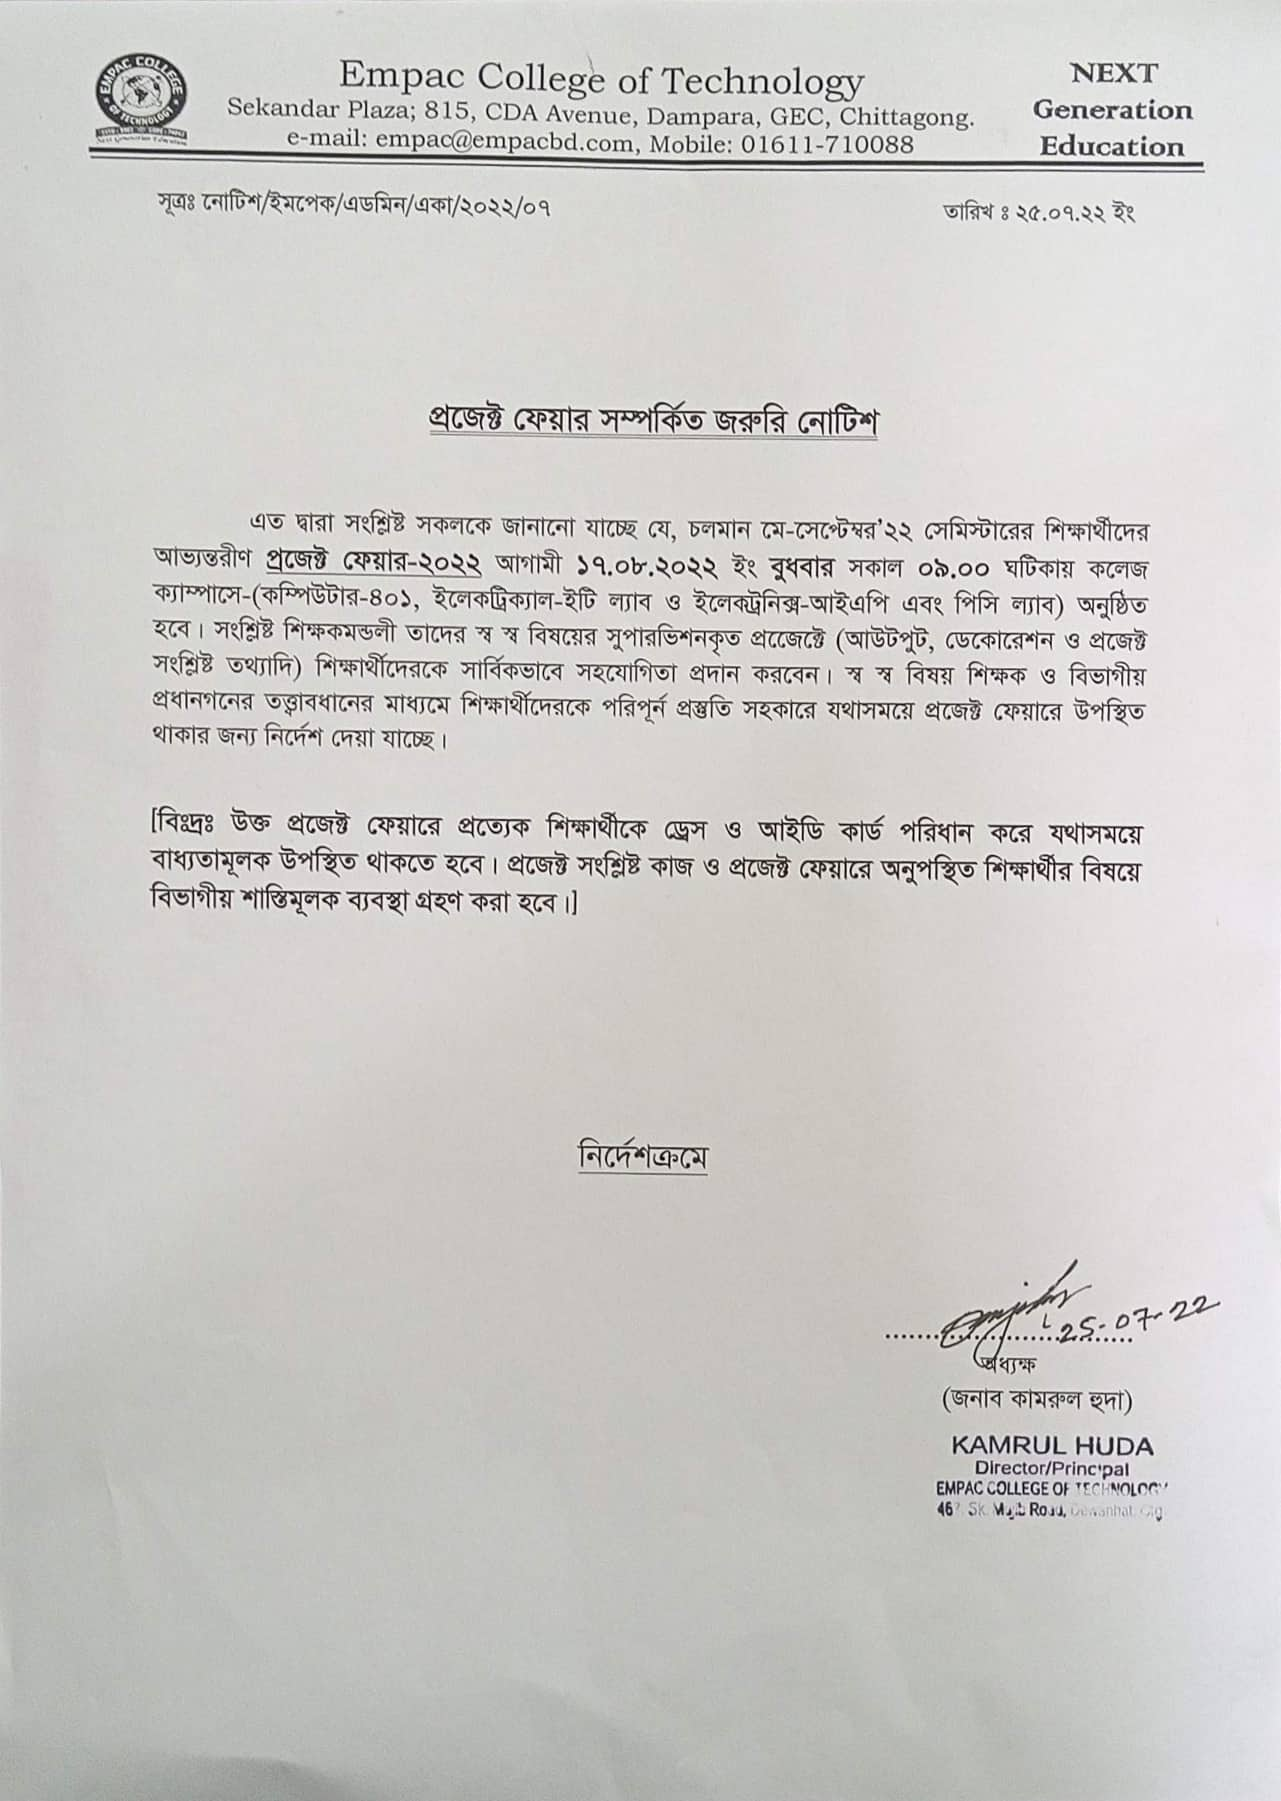 EMPAC COLLEGE OF TECHNOLOGY
Empac College of Technology
Sekandar Plaza; 815, CDA Avenue, Dampara, GEC, Chittagong.
e-mail: empac@empacbd.com, Mobile: 01611-710088
NEXT
Generation
Education
সূত্রঃ নোটিশ/ইমপেক/এডমিন/একা/২০২২/০৭
তারিখ ঃ ২৫.০৭.২২ ইং
প্রজেক্ট ফেয়ার সম্পর্কিত জরুরি নোটিশ
এত দ্বারা সংশ্লিষ্ট সকলকে জানানো যাচ্ছে যে, চলমান মে-সেপ্টেম্বর’২২ সেমিস্টারের শিক্ষার্থীদের
আভ্যন্তরীণ প্রজেক্ট ফেয়ার-২০২২ আগামী ১৭.০৮.২০২২ ইং বুধবার সকাল ০৯.০০ ঘটিকায় কলেজ
ক্যাম্পাসে-(কম্পিউটার-৪০১, ইলেকট্রিক্যাল-ইটি ল্যাব ও ইলেকট্রনিক্স-আইএপি এবং পিসি ল্যাব) অনুষ্ঠিত
হবে। সংশ্লিষ্ট শিক্ষকমন্ডলী তাদের স্ব স্ব বিষয়ের সুপারভিশনকৃত প্রজেক্টে (আউটপুট, ডেকোরেশন ও প্রজেক্ট
সংশ্লিষ্ট তথ্যাদি) শিক্ষার্থীদেরকে সার্বিকভাবে সহযোগিতা প্রদান করবেন। স্ব স্ব বিষয় শিক্ষক ও বিভাগীয়
প্রধানগনের তত্ত্বাবধানের মাধ্যমে শিক্ষার্থীদেরকে পরিপূর্ন প্রস্তুতি সহকারে যথাসময়ে প্রজেক্ট ফেয়ারে উপস্থিত
থাকার জন্য নির্দেশ দেয়া যাচ্ছে।
[বিঃদ্রঃ উক্ত প্রজেক্ট ফেয়ারে প্রত্যেক শিক্ষার্থীকে ড্রেস ও আইডি কার্ড পরিধান করে যথাসময়ে
বাধ্যতামূলক উপস্থিত থাকতে হবে। প্রজেক্ট সংশ্লিষ্ট কাজ ও প্রজেক্ট ফেয়ারে অনুপস্থিত শিক্ষার্থীর বিষয়ে
বিভাগীয় শাস্তিমূলক ব্যবস্থা গ্রহণ করা হবে।]
নির্দেশক্রমে
25-07-22
অধ্যক্ষ
(জনাব কামরুল হুদা)
KAMRUL HUDA
Director/Principal
EMPAC COLLEGE OF TECHNOLOGY
Sk. Mujib Road, Dewanhat, Ctg